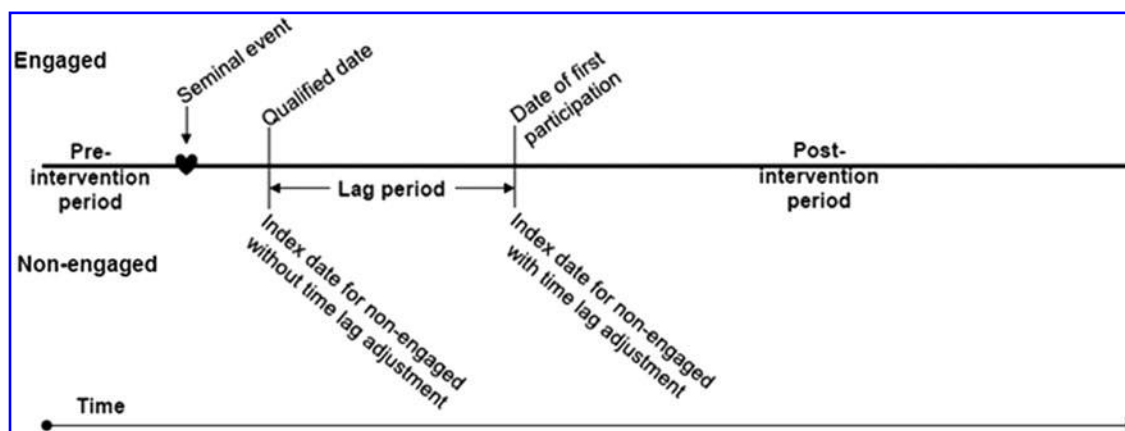 Engaged
Seminal event
Qualified date
Date of first
participation
Pre-
intervention
period
Lag period
Post-
intervention
period
Non-engaged
Index date for non-engaged
without time lag adjustment
Index date for non-engaged
with time lag adjustment
Time